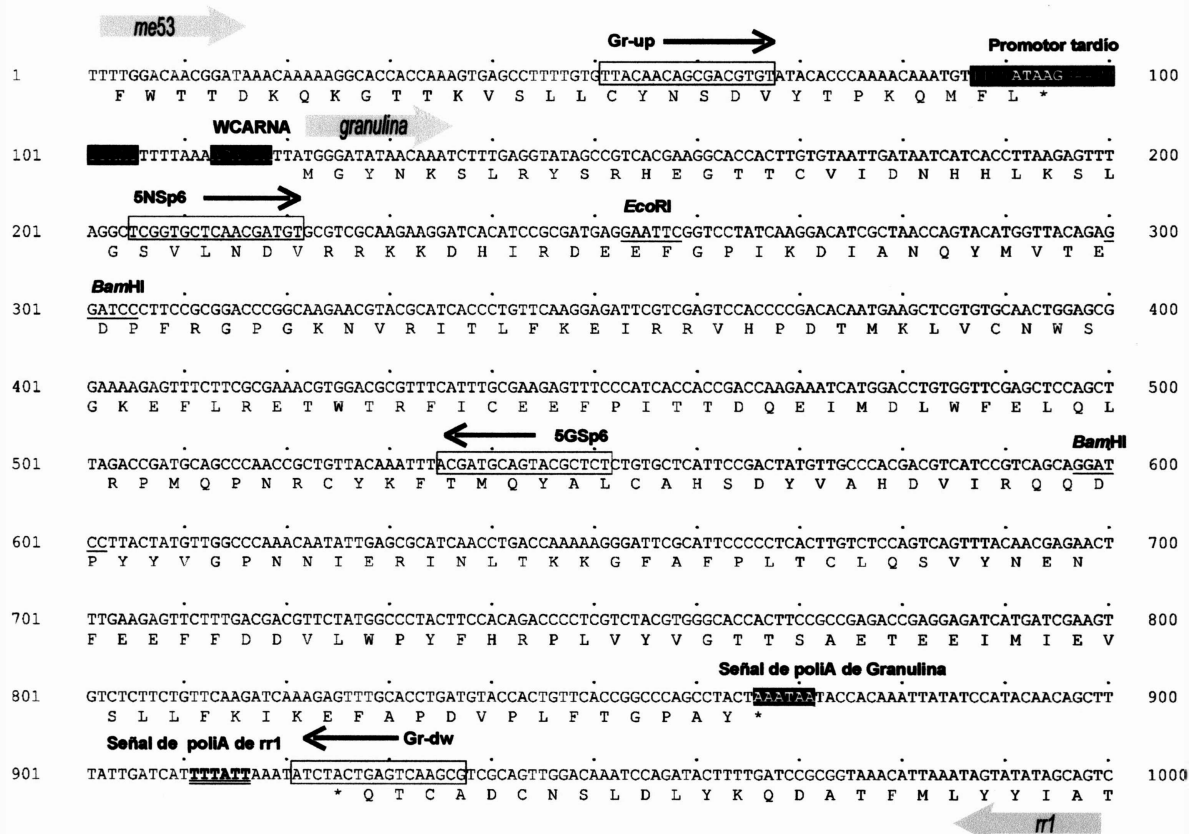 me53
Gr-up
Promotor tardío
1 TTTTGGACAACGGATAAACAAAAAGGCACCACCAAAGTGAGCCTTTTGTGTTACAACAGCGACGTGTATACACCCAAAACAAATGT ATAAG 100
F W T T D K Q K G T T K V S L L C Y N S D V Y T P K Q M F L *
WCARNA granulina
101 TTTTAAA TTATGGGATATAACAAATCTTTGAGGTATAGCCGTCACGAAGGCACCACTTGTGTAATTGATAATCATCACCTTAAGAGTTT 200
M G Y N K S L R Y S R H E G T T C V I D N H H L K S L
5NSp6
EcoRI
201 AGGCTCGGTGCTCAACGATGTGCGTCGCAAGAAGGATCACATCCGCGATGAGGAATTCGGTCCTATCAAGGACATCGCTAACCAGTACATGGTTACAGAG 300
G S V L N D V R R K K D H I R D E E F G P I K D I A N Q Y M V T E
BamHI
301 GATCCCTTCCGCGGACCCGGCAAGAACGTACGCATCACCCTGTTCAAGGAGATTCGTCGAGTCCACCCCGACACAATGAAGCTCGTGTGCAACTGGAGCG 400
D P F R G P G K N V R I T L F K E I R R V H P D T M K L V C N W S
401 GAAAAGAGTTTCTTCGCGAAACGTGGACGCGTTTCATTTGCGAAGAGTTTCCCATCACCACCGACCAAGAAATCATGGACCTGTGGTTCGAGCTCCAGCT 500
G K E F L R E T W T R F I C E E F P I T T D Q E I M D L W F E L Q L
5GSp6
BamHI
501 TAGACCGATGCAGCCCAACCGCTGTTACAAATTTACGATGCAGTACGCTCTCTGTGCTCATTCCGACTATGTTGCCCACGACGTCATCCGTCAGCAGGAT 600
R P M Q P N R C Y K F T M Q Y A L C A H S D Y V A H D V I R Q Q D
601 CCTTACTATGTTGGCCCAAACAATATTGAGCGCATCAACCTGACCAAAAAGGGATTCGCATTCCCCCTCACTTGTCTCCAGTCAGTTTACAACGAGAACT 700
P Y Y V G P N N I E R I N L T K K G F A F P L T C L Q S V Y N E N
701 TTGAAGAGTTCTTTGACGACGTTCTATGGCCCTACTTCCACAGACCCCTCGTCTACGTGGGCACCACTTCCGCCGAGACCGAGGAGATCATGATCGAAGT 800
F E E F F D D V L W P Y F H R P L V Y V G T T S A E T E E I M I E V
Señal de poliA de Granulina
801 GTCTCTTCTGTTCAAGATCAAAGAGTTTGCACCTGATGTACCACTGTTCACCGGCCCAGCCTACTAAATAATACCACAAATTATATCCATACAACAGCTT 900
S L L F K I K E F A P D V P L F T G P A Y *
Señal de poliA de rr1
Gr-dw
901 TATTGATCATTTTATTAAATATCTACTGAGTCAAGCGTCGCAGTTGGACAAATCCAGATACTTTTGATCCGCGGTAAACATTAAATAGTATATAGCAGTC 1000
* Q T C A D C N S L D L Y K Q D A T F M L Y Y I A T
rr1